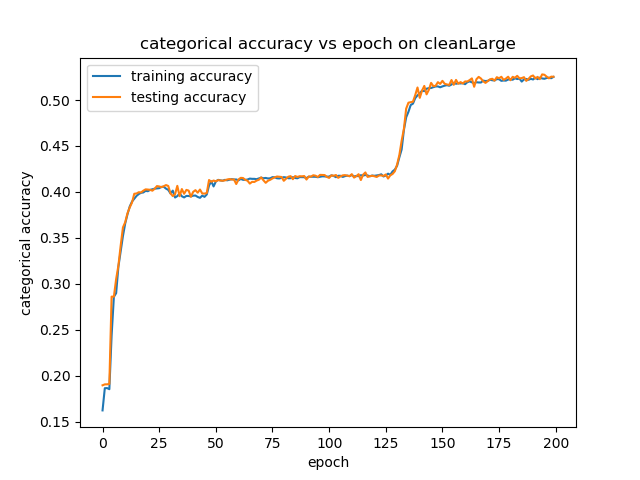 categorical accuracy vs epoch on cleanLarge
training accuracy
testing accuracy
categorical accuracy
0.50
0.45
0.40
0.35
0.30
0.25
0.20
0.15
0 25 50 75 100 125 150 175 200
epoch